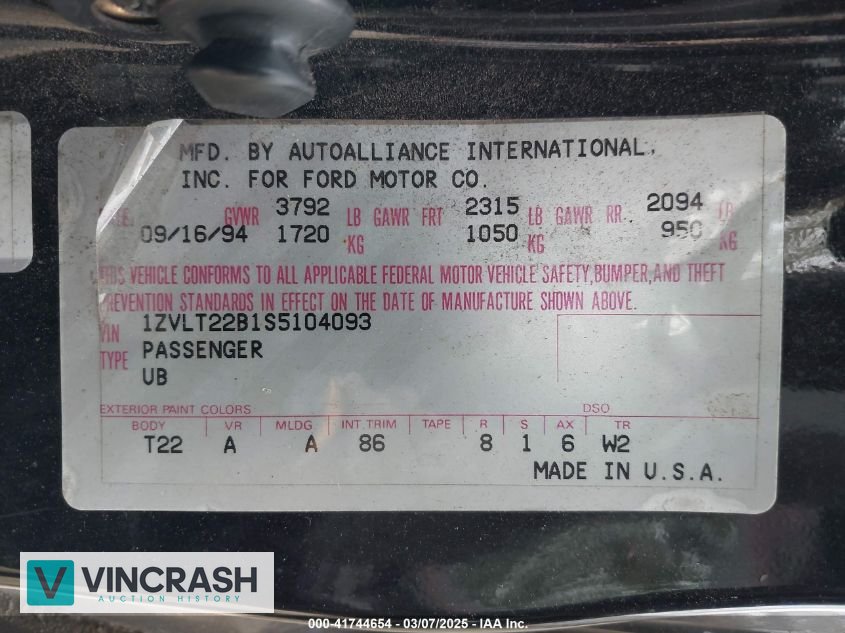 MFD. BY AUTOALLIANCE INTERNATIONAL,
INC. FOR FORD MOTOR CO.
GVWR 3792 LB GAWR FRT 2315 LB GAWR RR. 2094 LB
09/16/94 1720 KG 1050 KG 950 KG
THIS VEHICLE CONFORMS TO ALL APPLICABLE FEDERAL MOTOR VEHICLE SAFETY, BUMPER, AND THEFT
PREVENTION STANDARDS IN EFFECT ON THE DATE OF MANUFACTURE SHOWN ABOVE.
VIN 1ZVLT22B1S5104093
TYPE PASSENGER
UB
EXTERIOR PAINT COLORS DSO
BODY VR MLDG INT. TRIM TAPE R S AX TR
T22 A A 86 8 1 6 W2
MADE IN U.S.A.
V VINCRASH
AUCTION HISTORY
000-41744654 - 03/07/2025 - IAA Inc.